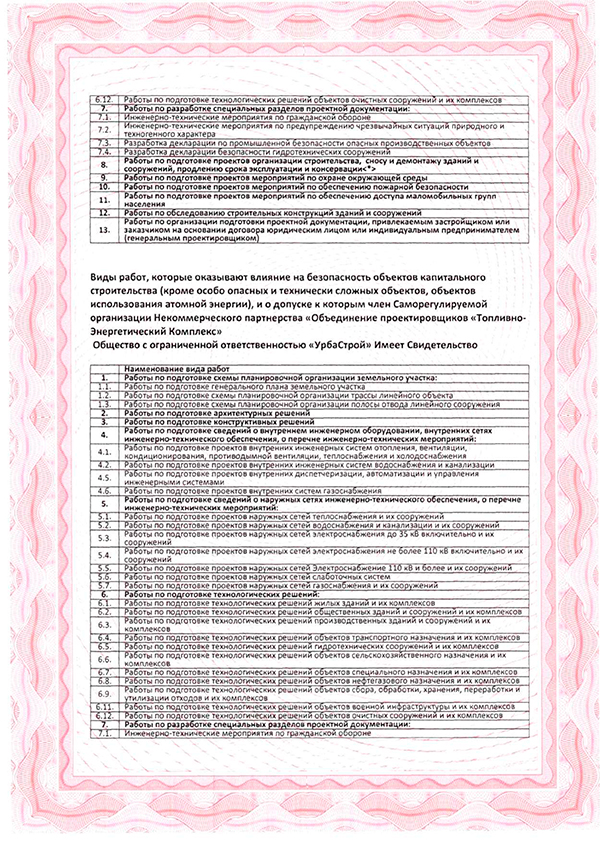 6.12. Работы по подготовке технологических решений объектов очистных сооружений и их комплексов
7. Работы по разработке специальных разделов проектной документации:
7.1. Инженерно-технические мероприятия по гражданской обороне
7.2. Инженерно-технические мероприятия по предупреждению чрезвычайных ситуаций природного и
техногенного характера
7.3. Разработка декларации по промышленной безопасности опасных производственных объектов
7.4. Разработка декларации безопасности гидротехнических сооружений
8. Работы по подготовке проектов организации строительства, сносу и демонтажу зданий и
сооружений, продлению срока эксплуатации и консервации<*>
9. Работы по подготовке проектов мероприятий по охране окружающей среды
10. Работы по подготовке проектов мероприятий по обеспечению пожарной безопасности
11. Работы по подготовке проектов мероприятий по обеспечению доступа маломобильных групп
населения
12. Работы по обследованию строительных конструкций зданий и сооружений
13. Работы по организации подготовки проектной документации, привлекаемым застройщиком или
заказчиком на основании договора юридическим лицом или индивидуальным предпринимателем
(генеральным проектировщиком)
Виды работ, которые оказывают влияние на безопасность объектов капитального
строительства (кроме особо опасных и технически сложных объектов, объектов
использования атомной энергии), и о допуске к которым член Саморегулируемой
организации Некоммерческого партнерства «Объединение проектировщиков «Топливно-
Энергетический Комплекс»
Общество с ограниченной ответственностью «УрбаСтрой» Имеет Свидетельство
Наименование вида работ
1. Работы по подготовке схемы планировочной организации земельного участка:
1.1. Работы по подготовке генерального плана земельного участка
1.2. Работы по подготовке схемы планировочной организации трассы линейного объекта
1.3. Работы по подготовке схемы планировочной организации полосы отвода линейного сооружения
2. Работы по подготовке архитектурных решений
3. Работы по подготовке конструктивных решений
4. Работы по подготовке сведений о внутреннем инженерном оборудовании, внутренних сетях
инженерно-технического обеспечения, о перечне инженерно-технических мероприятий:
4.1. Работы по подготовке проектов внутренних инженерных систем отопления, вентиляции,
кондиционирования, противодымной вентиляции, теплоснабжения и холодоснабжения
4.2. Работы по подготовке проектов внутренних инженерных систем водоснабжения и канализации
4.5. Работы по подготовке проектов внутренних диспетчеризации, автоматизации и управления
инженерными системами
4.6. Работы по подготовке проектов внутренних систем газоснабжения
5. Работы по подготовке сведений о наружных сетях инженерно-технического обеспечения, о перечне
инженерно-технических мероприятий:
5.1. Работы по подготовке проектов наружных сетей теплоснабжения и их сооружений
5.2. Работы по подготовке проектов наружных сетей водоснабжения и канализации и их сооружений
5.3. Работы по подготовке проектов наружных сетей электроснабжения до 35 кВ включительно и их
сооружений
5.4. Работы по подготовке проектов наружных сетей электроснабжения не более 110 кВ включительно и их
сооружений
5.5. Работы по подготовке проектов наружных сетей Электроснабжение 110 кВ и более и их сооружений
5.6. Работы по подготовке проектов наружных сетей слаботочных систем
5.7. Работы по подготовке проектов наружных сетей газоснабжения и их сооружений
6. Работы по подготовке технологических решений:
6.1. Работы по подготовке технологических решений жилых зданий и их комплексов
6.2. Работы по подготовке технологических решений общественных зданий и сооружений и их комплексов
6.3. Работы по подготовке технологических решений производственных зданий и сооружений и их
комплексов
6.4. Работы по подготовке технологических решений объектов транспортного назначения и их комплексов
6.5. Работы по подготовке технологических решений гидротехнических сооружений и их комплексов
6.6. Работы по подготовке технологических решений объектов сельскохозяйственного назначения и их
комплексов
6.7. Работы по подготовке технологических решений объектов специального назначения и их комплексов
6.8. Работы по подготовке технологических решений объектов нефтегазового назначения и их комплексов
6.9. Работы по подготовке технологических решений объектов сбора, обработки, хранения, переработки и
утилизации отходов и их комплексов
6.11. Работы по подготовке технологических решений объектов военной инфраструктуры и их комплексов
6.12. Работы по подготовке технологических решений объектов очистных сооружений и их комплексов
7. Работы по разработке специальных разделов проектной документации:
7.1. Инженерно-технические мероприятия по гражданской обороне